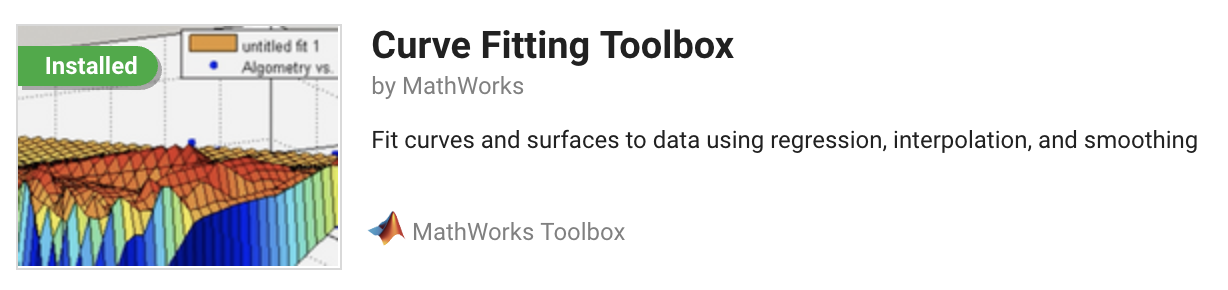 Installed
untitled fit 1
Algometry vs.
Curve Fitting Toolbox
by MathWorks
Fit curves and surfaces to data using regression, interpolation, and smoothing
MathWorks Toolbox